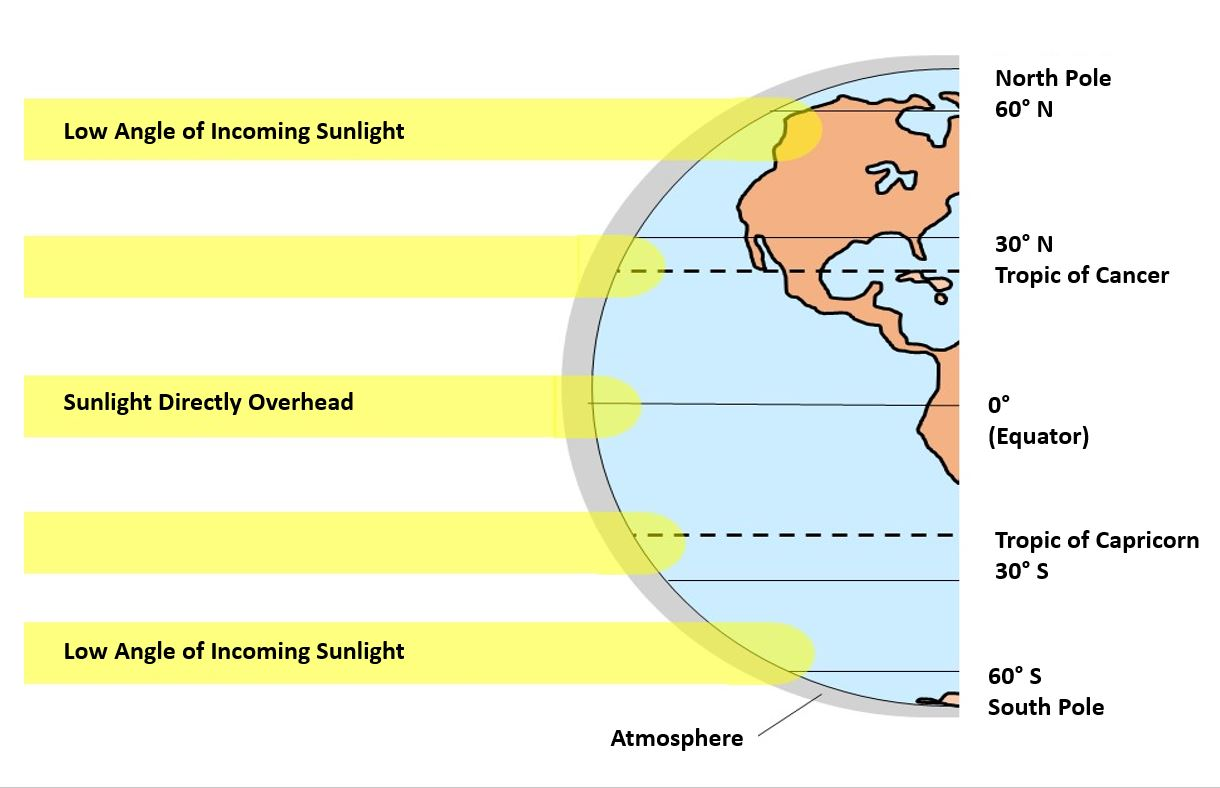 North Pole
60° N
Low Angle of Incoming Sunlight
30° N
Tropic of Cancer
Sunlight Directly Overhead
0°
(Equator)
Tropic of Capricorn
30° S
Low Angle of Incoming Sunlight
60° S
South Pole
Atmosphere